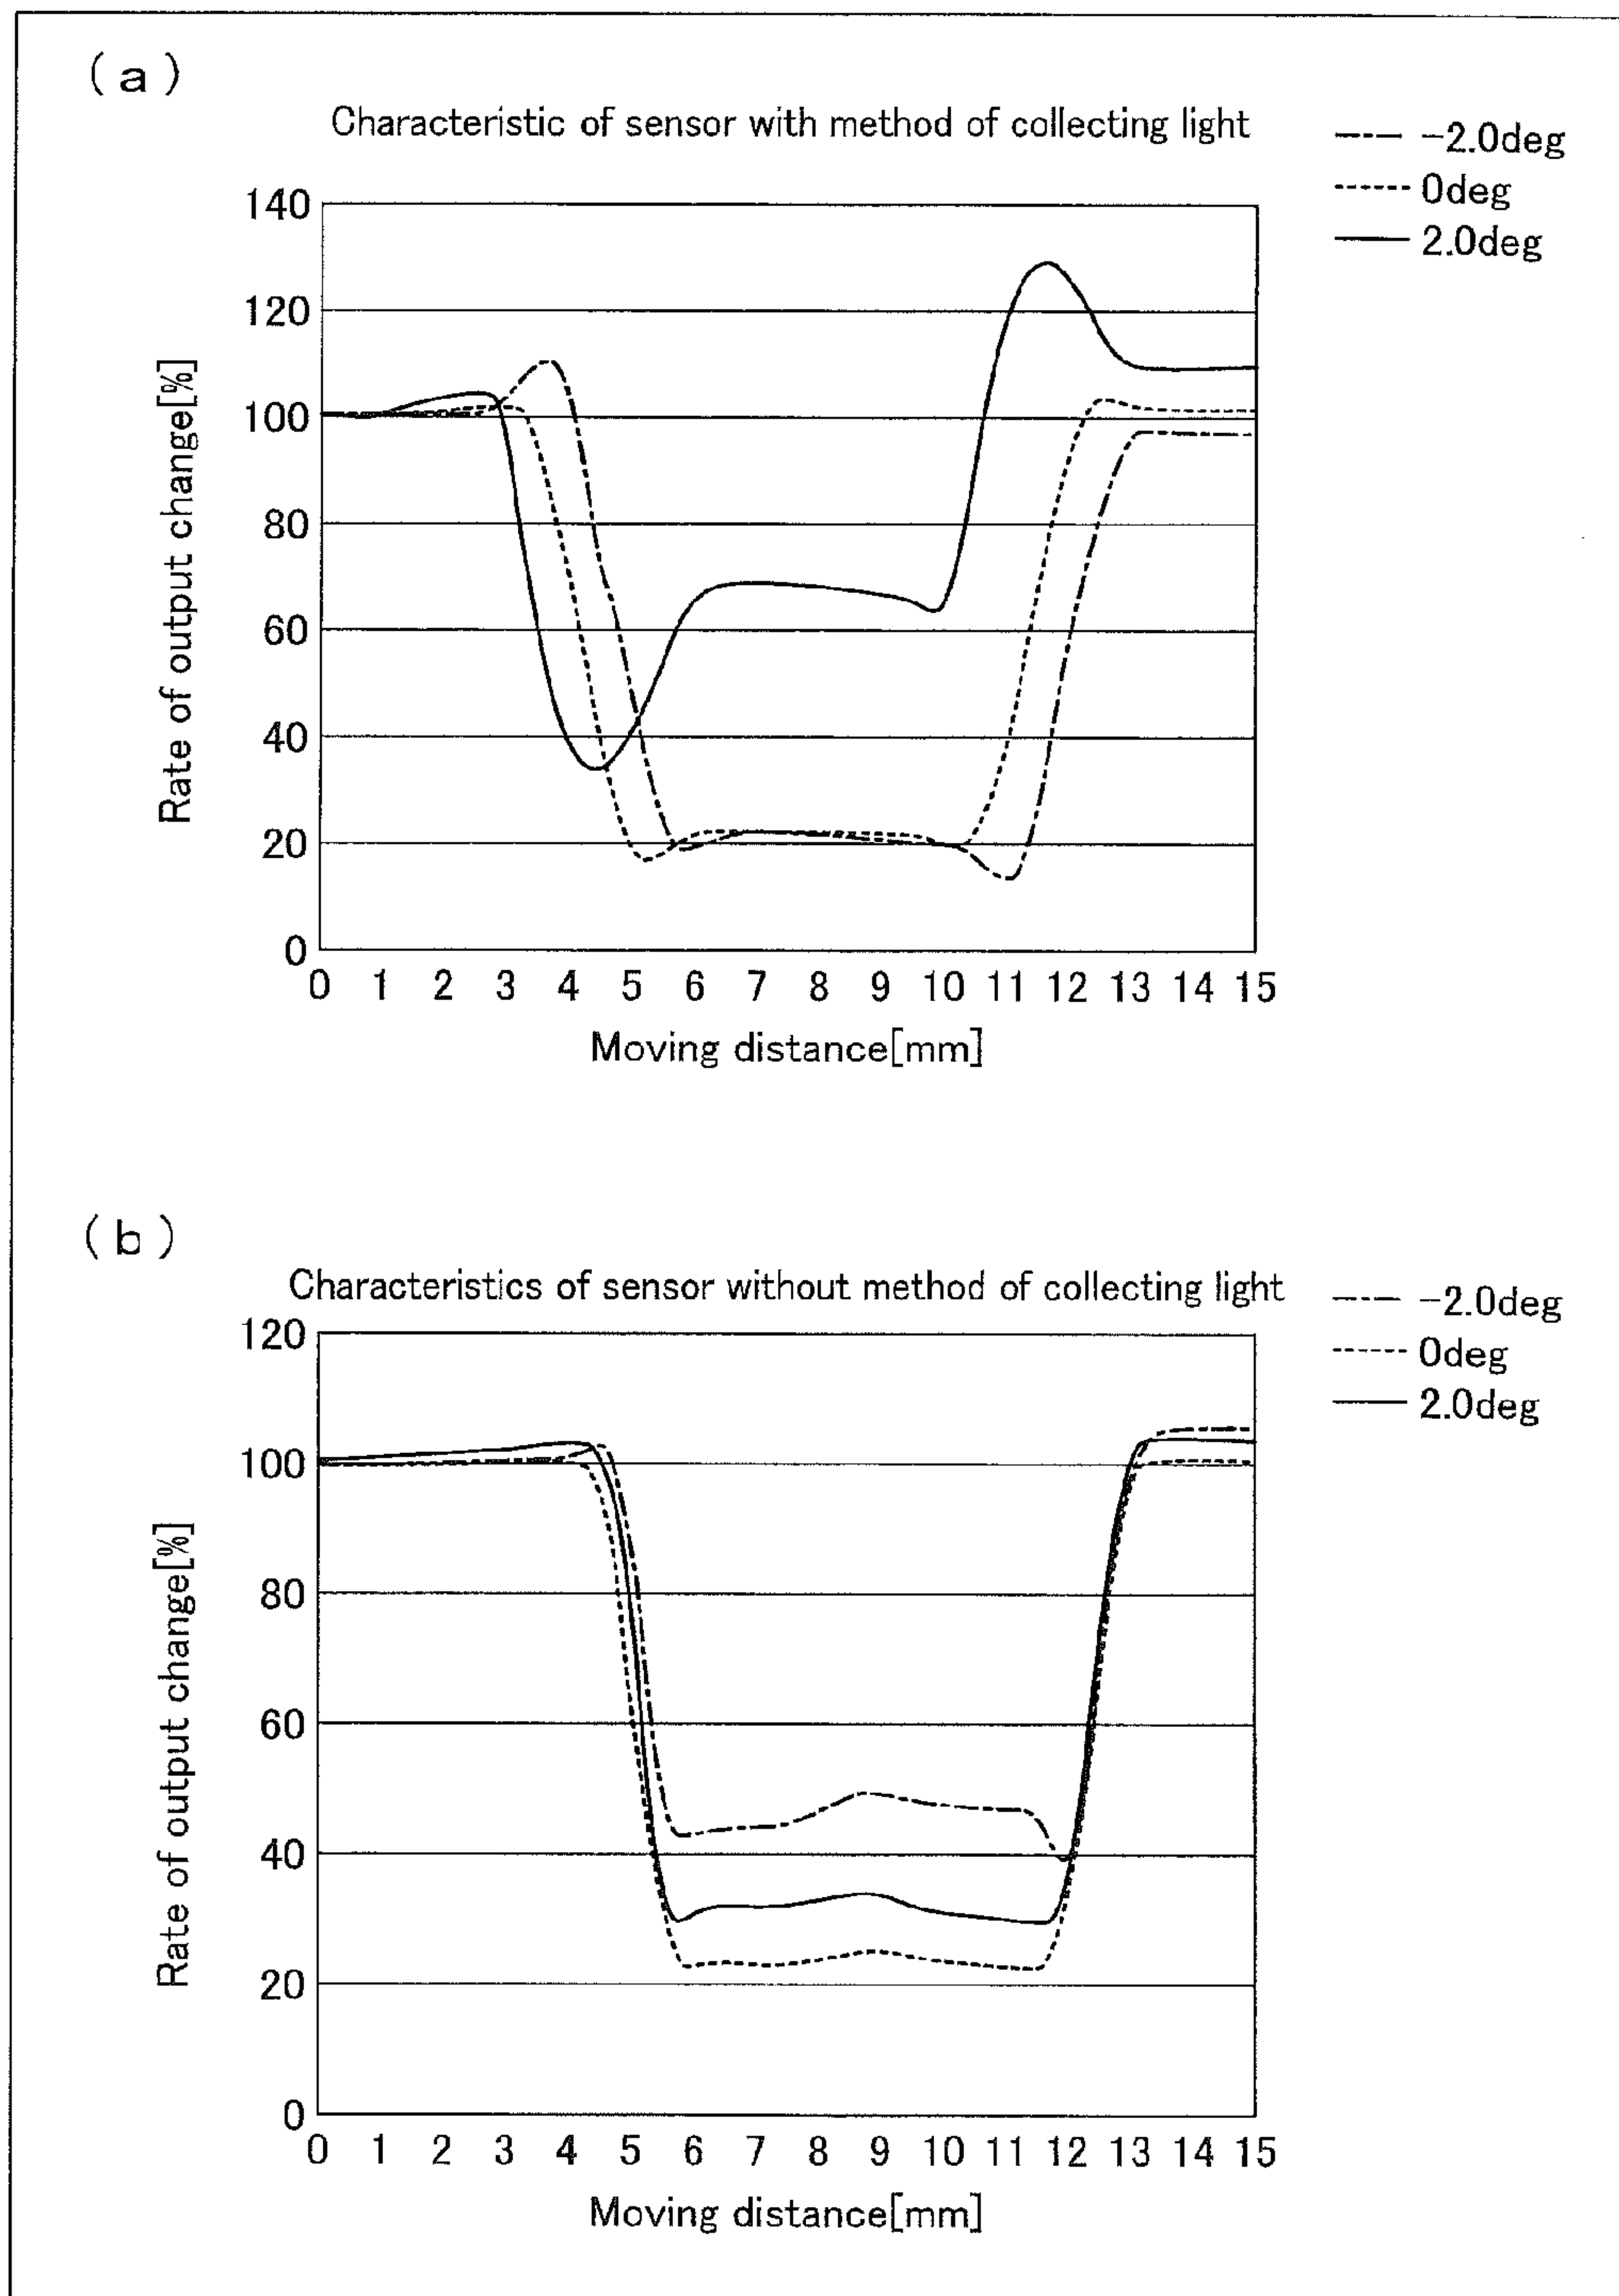 (a)
Characteristic of sensor with method of collecting light
-2.0deg
0deg
2.0deg
140
120
100
80
60
40
20
0
Rate of output change[%]
0 1 2 3 4 5 6 7 8 9 10 11 12 13 14 15
Moving distance[mm]
(b)
Characteristics of sensor without method of collecting light
-2.0deg
0deg
2.0deg
120
100
80
60
40
20
0
Rate of output change[%]
0 1 2 3 4 5 6 7 8 9 10 11 12 13 14 15
Moving distance[mm]